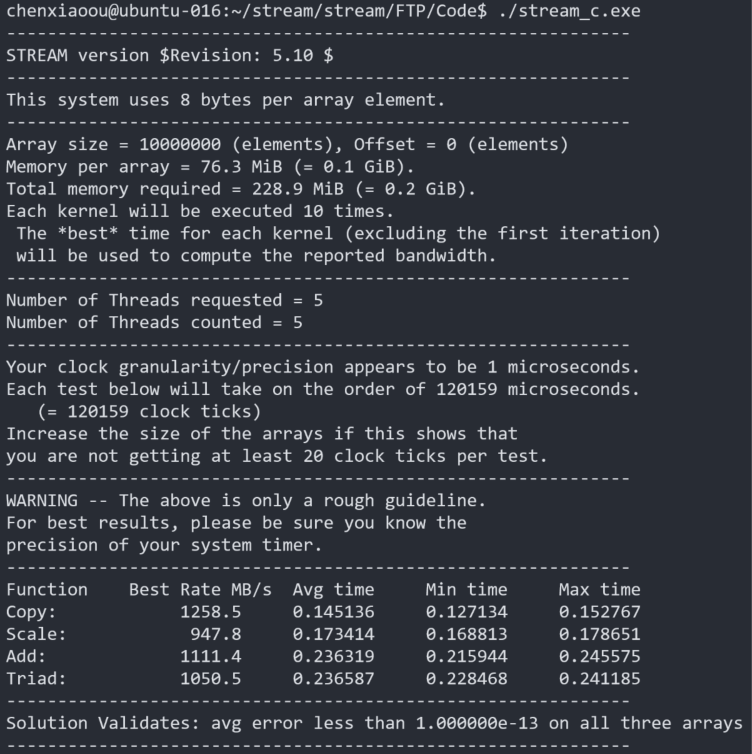 chenxiaoou@ubuntu-016:~/stream/stream/FTP/Code$ ./stream_c.exe
-------------------------------------------------------------
STREAM version $Revision: 5.10 $
-------------------------------------------------------------
This system uses 8 bytes per array element.
-------------------------------------------------------------
Array size = 10000000 (elements), Offset = 0 (elements)
Memory per array = 76.3 MiB (= 0.1 GiB).
Total memory required = 228.9 MiB (= 0.2 GiB).
Each kernel will be executed 10 times.
 The *best* time for each kernel (excluding the first iteration)
 will be used to compute the reported bandwidth.
-------------------------------------------------------------
Number of Threads requested = 5
Number of Threads counted = 5
-------------------------------------------------------------
Your clock granularity/precision appears to be 1 microseconds.
Each test below will take on the order of 120159 microseconds.
   (= 120159 clock ticks)
Increase the size of the arrays if this shows that
you are not getting at least 20 clock ticks per test.
-------------------------------------------------------------
WARNING -- The above is only a rough guideline.
For best results, please be sure you know the
precision of your system timer.
-------------------------------------------------------------
Function    Best Rate MB/s  Avg time     Min time     Max time
Copy:            1258.5     0.145136     0.127134     0.152767
Scale:            947.8     0.173414     0.168813     0.178651
Add:             1111.4     0.236319     0.215944     0.245575
Triad:           1050.5     0.236587     0.228468     0.241185
-------------------------------------------------------------
Solution Validates: avg error less than 1.000000e-13 on all three arrays
-------------------------------------------------------------